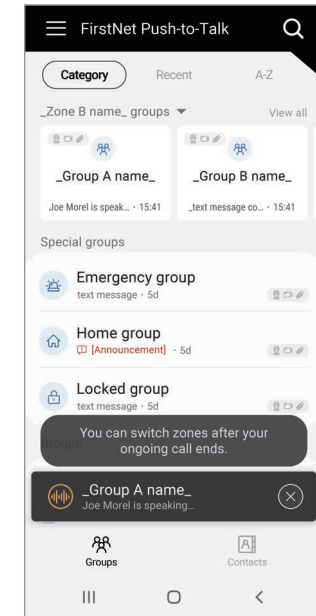 FirstNet Push-to-Talk
Category Recent A-Z
_Zone B name_ groups View all
_Group A name_ _Group B name_
Joe Morel is speak... · 15:41 _text message co... · 15:41
Special groups
Emergency group
text message · 5d
Home group
[Announcement] · 5d
Locked group
text message · 5d
You can switch zones after your
ongoing call ends.
Groups
_Group A name_
Joe Morel is speaking...
Groups Contacts